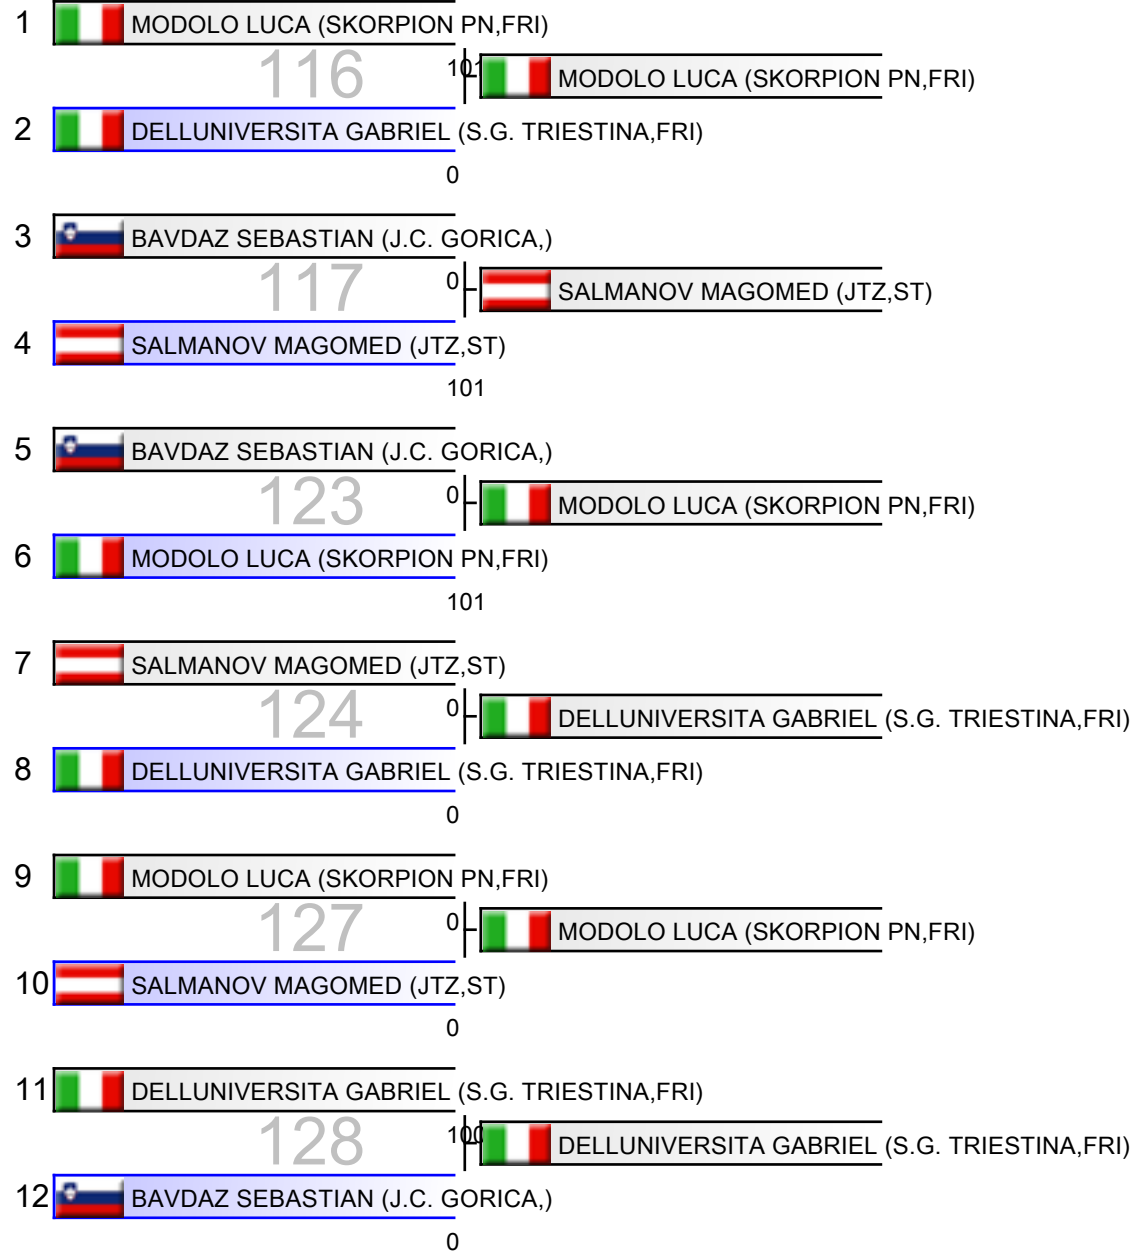 1 MODOLO LUCA (SKORPION PN,FRI)
116
101 MODOLO LUCA (SKORPION PN,FRI)
2 DELLUNIVERSITA GABRIEL (S.G. TRIESTINA,FRI)
0
3 BAVDAZ SEBASTIAN (J.C. GORICA,)
117
0 SALMANOV MAGOMED (JTZ,ST)
4 SALMANOV MAGOMED (JTZ,ST)
101
5 BAVDAZ SEBASTIAN (J.C. GORICA,)
123
0 MODOLO LUCA (SKORPION PN,FRI)
6 MODOLO LUCA (SKORPION PN,FRI)
101
7 SALMANOV MAGOMED (JTZ,ST)
124
0 DELLUNIVERSITA GABRIEL (S.G. TRIESTINA,FRI)
8 DELLUNIVERSITA GABRIEL (S.G. TRIESTINA,FRI)
0
9 MODOLO LUCA (SKORPION PN,FRI)
127
0 MODOLO LUCA (SKORPION PN,FRI)
10 SALMANOV MAGOMED (JTZ,ST)
0
11 DELLUNIVERSITA GABRIEL (S.G. TRIESTINA,FRI)
128
100 DELLUNIVERSITA GABRIEL (S.G. TRIESTINA,FRI)
12 BAVDAZ SEBASTIAN (J.C. GORICA,)
0